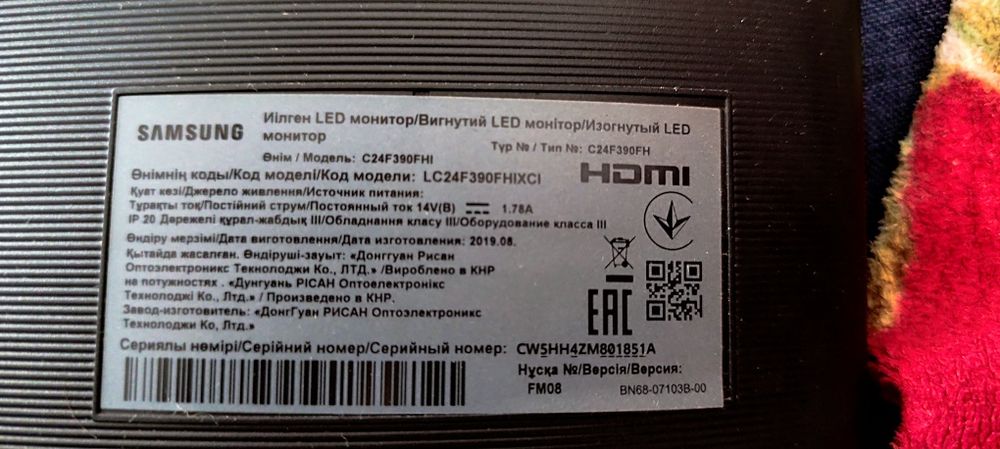 SAMSUNG
Иілген LED монитор/Вигнутий LED монітор/Изогнутый LED
монитор
Түр № / Тип №: C24F390FH
Өнім / Модель: C24F390FHI
HDMI
Өнімнің коды/Код моделі/Код модели: LC24F390FHIXCI
Қуат көзі/Джерело живлення/Источник питания:
Тұрақты ток/Постійний струм/Постоянный ток 14V(B) 1.78A
IP 20 Дәрежелі құрал-жабдық III/Обладнання класу III/Оборудование класса III
Өндіру мерзімі/Дата виготовлення/Дата изготовления: 2019.08.
Қытайда жасалған. Өндіруші-зауыт: «Донггуан Рисан
Оптоэлектроникс Текнолоджи Ко., ЛТД.» /Вироблено в КНР
на потужностях . «Дунгуань РІСАН Оптоелектронікс
Технолоджі Ко., Лтд.» / Произведено в КНР.
Завод-изготовитель: «ДонгГуан РИСАН Оптоэлектроникс
Технолоджи Ко, Лтд.»
EAC
Сериялы нөмірі/Серійний номер/Серийный номер: CW5HH4ZM801851A
Нұсқа №/Версія/Версия:
FM08
BN68-07103B-00